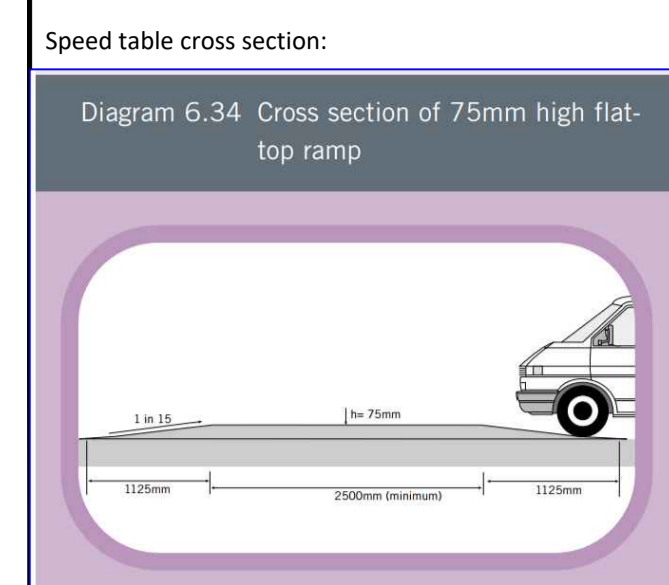 Speed table cross section:
Diagram 6.34 Cross section of 75mm high flat-
top ramp
1 in 15
h= 75mm
1125mm
2500mm (minimum)
1125mm